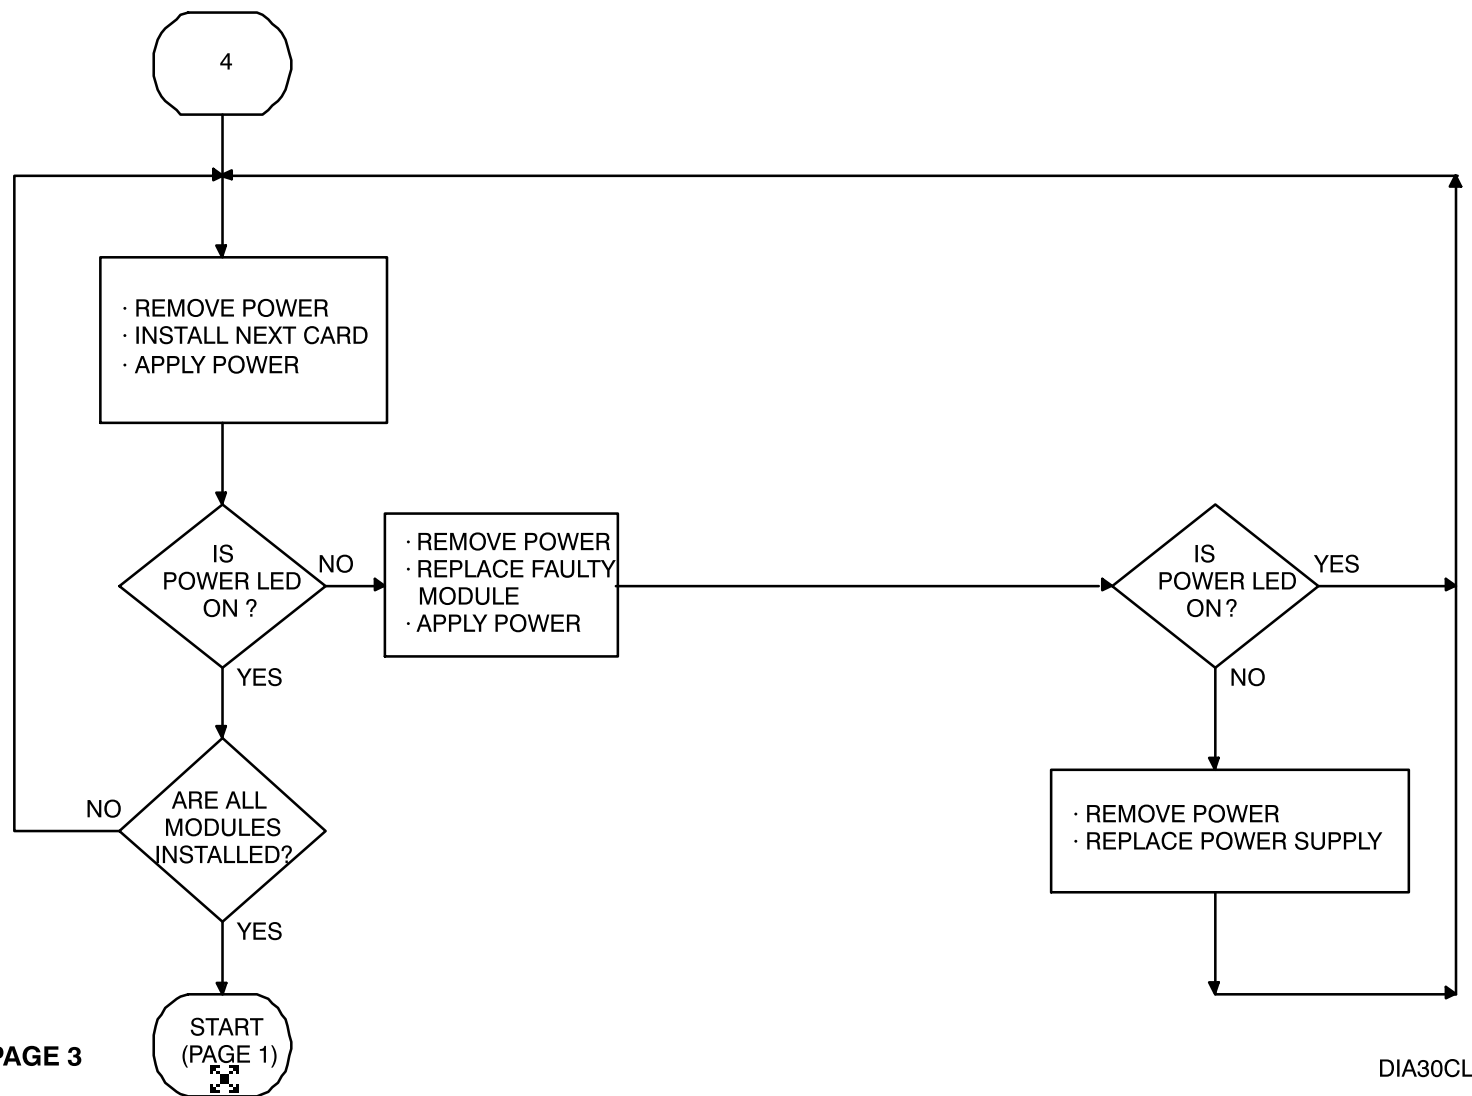 4
· REMOVE POWER
· INSTALL NEXT CARD
· APPLY POWER
IS
POWER LED
ON ?
NO
YES
· REMOVE POWER
· REPLACE FAULTY
MODULE
· APPLY POWER
IS
POWER LED
ON ?
YES
NO
· REMOVE POWER
· REPLACE POWER SUPPLY
ARE ALL
MODULES
INSTALLED?
NO
YES
START
(PAGE 1)
PAGE 3
DIA30CL